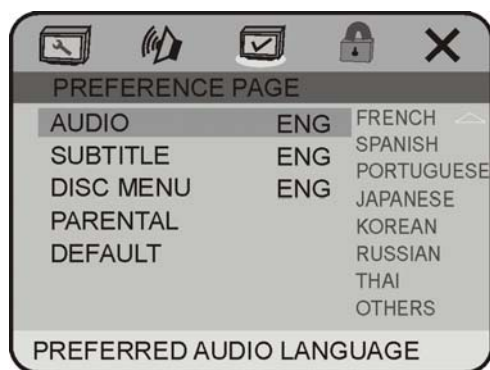 PREFERENCE PAGE
AUDIO ENG
SUBTITLE ENG
DISC MENU ENG
PARENTAL
DEFAULT
FRENCH
SPANISH
PORTUGUESE
JAPANESE
KOREAN
RUSSIAN
THAI
OTHERS
PREFERRED AUDIO LANGUAGE